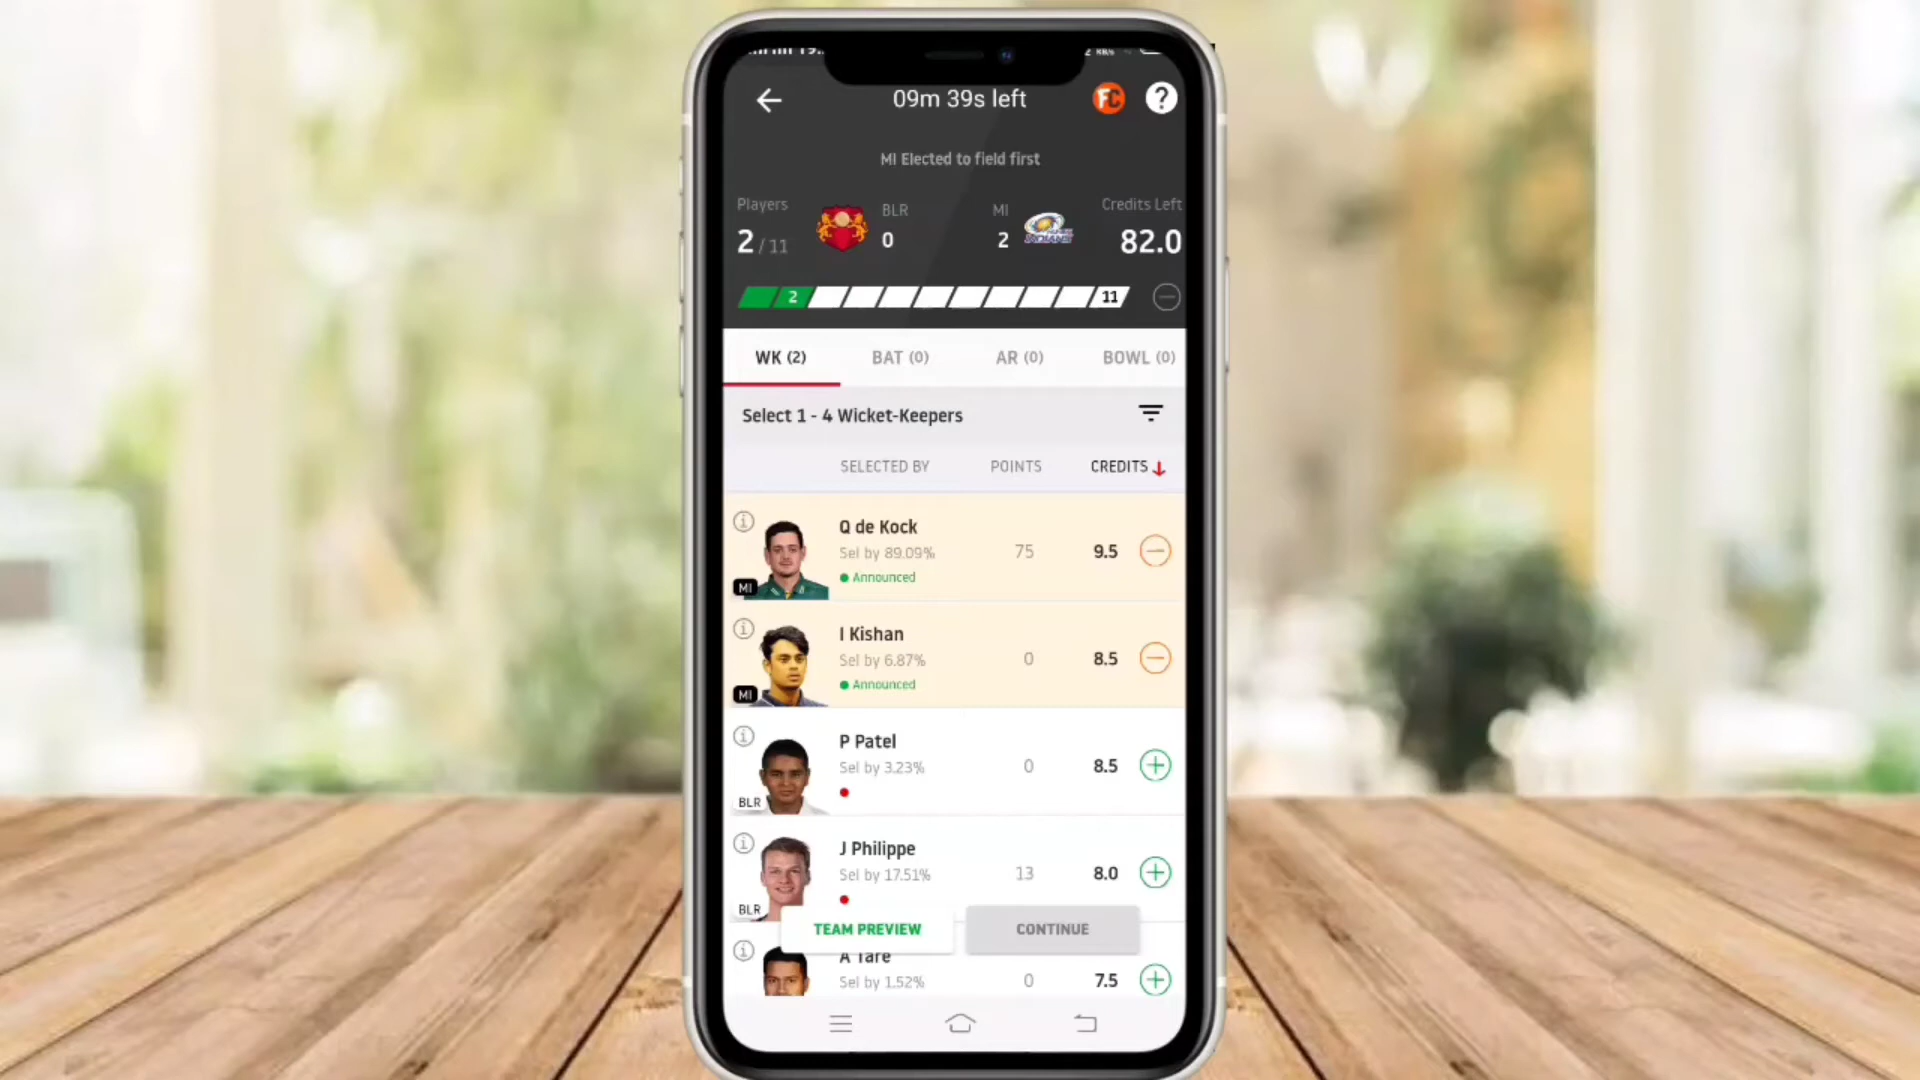 09m 39s left
FC
?
MI Elected to field first
Players
2 / 11
BLR
0
MI
2
INDIANS
Credits Left
82.0
2
11
WK (2)
BAT (0)
AR (0)
BOWL (0)
Select 1 - 4 Wicket-Keepers
SELECTED BY
POINTS
CREDITS
Q de Kock
Sel by 89.09%
Announced
MI
75
9.5
I Kishan
Sel by 6.87%
Announced
MI
0
8.5
P Patel
Sel by 3.23%
BLR
0
8.5
J Philippe
Sel by 17.51%
BLR
13
8.0
TEAM PREVIEW
CONTINUE
A Tare
Sel by 1.52%
0
7.5